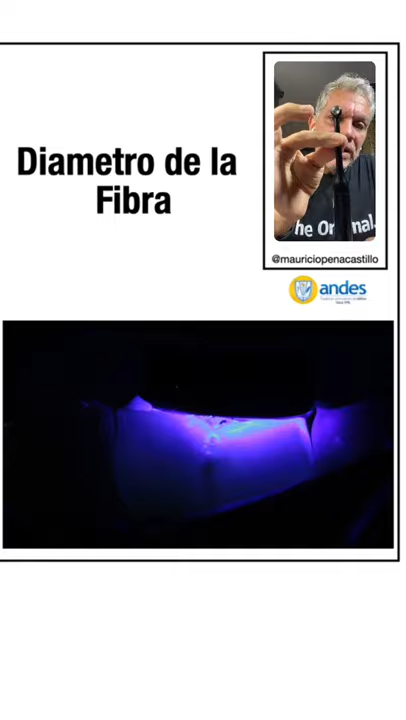 Diametro de la
Fibra
he Original.
@mauriciopenacastillo
andes